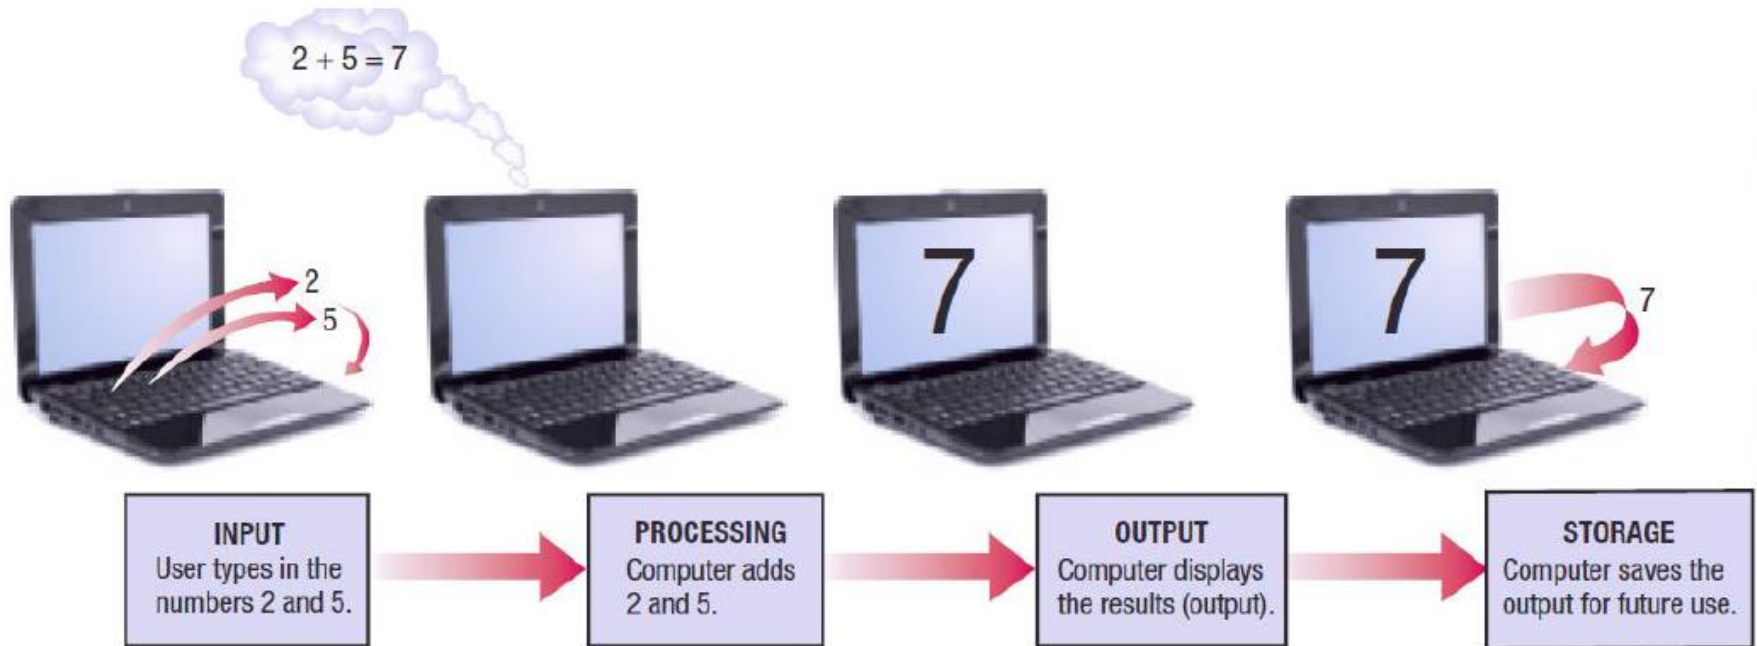 2 + 5 = 7
2
5
7
7
7
INPUT
User types in the
numbers 2 and 5.
PROCESSING
Computer adds
2 and 5.
OUTPUT
Computer displays
the results (output).
STORAGE
Computer saves the
output for future use.